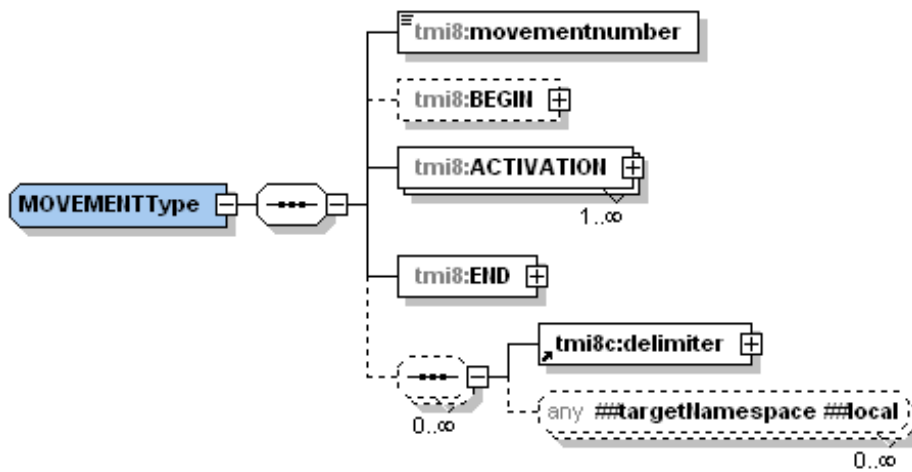 tmi8:movementnumber
tmi8:BEGIN
tmi8:ACTIVATION
MOVEMENTType
1..∞
tmi8:END
tmi8c:delimiter
0..∞
any ##targetNamespace ##local
0..∞